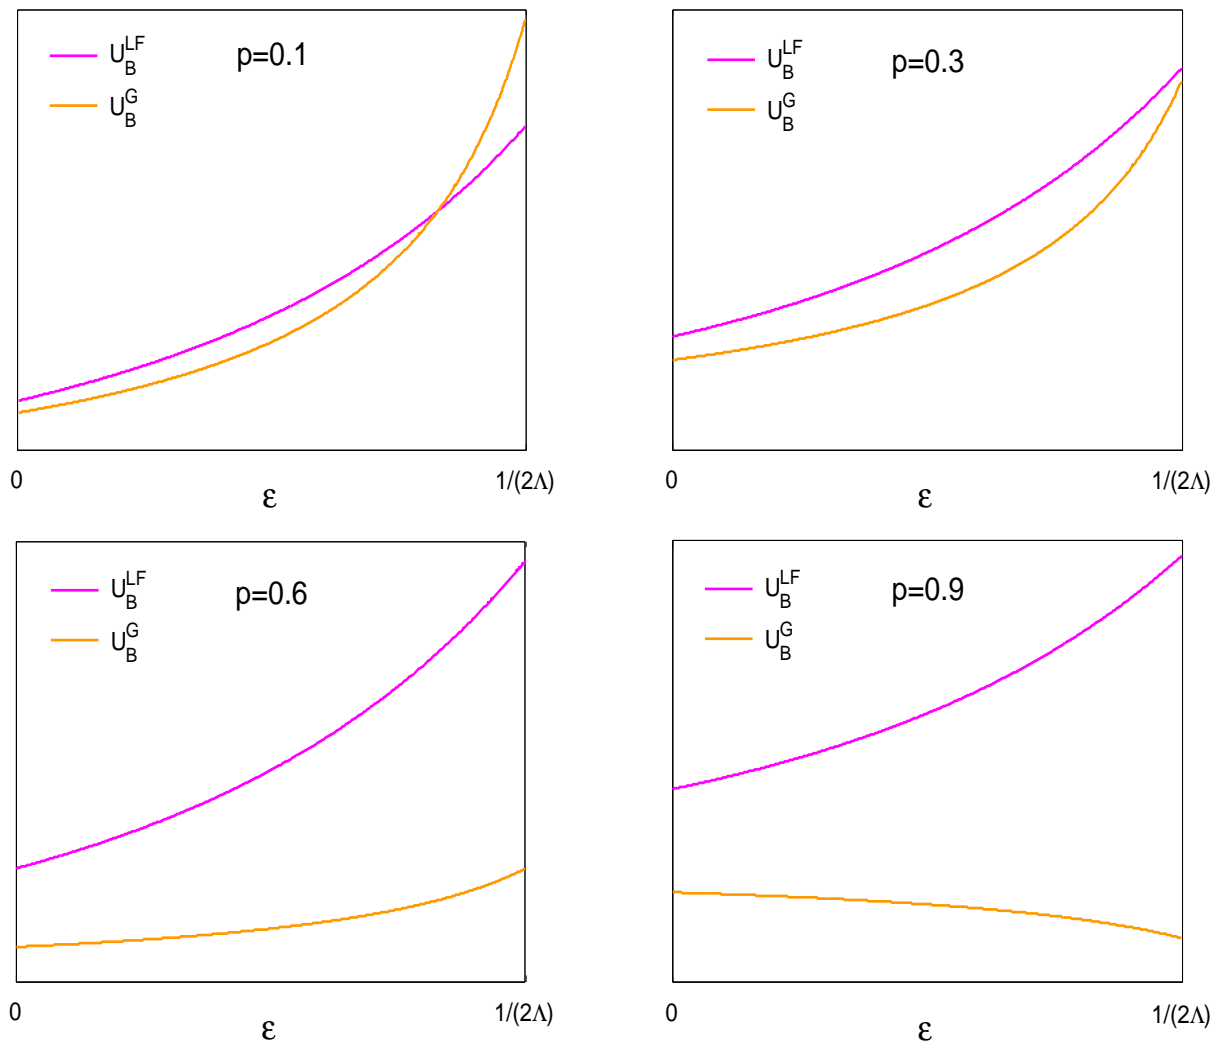 U_B^LF
p=0.1
U_B^G
0
1/(2Λ)
ε
U_B^LF
p=0.3
U_B^G
0
1/(2Λ)
ε
U_B^LF
p=0.6
U_B^G
0
1/(2Λ)
ε
U_B^LF
p=0.9
U_B^G
0
1/(2Λ)
ε